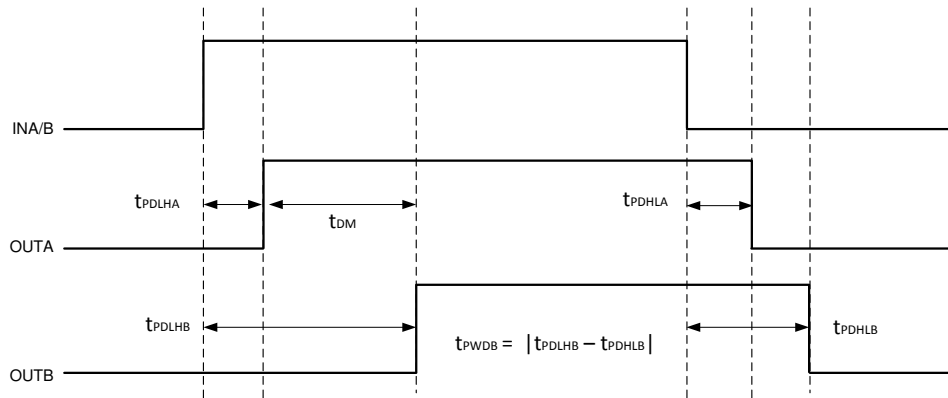 INA/B
tPDLHA
tDM
tPDHLA
OUTA
tPDLHB
tPWDB = |tPDLHB – tPDHLB|
tPDHLB
OUTB